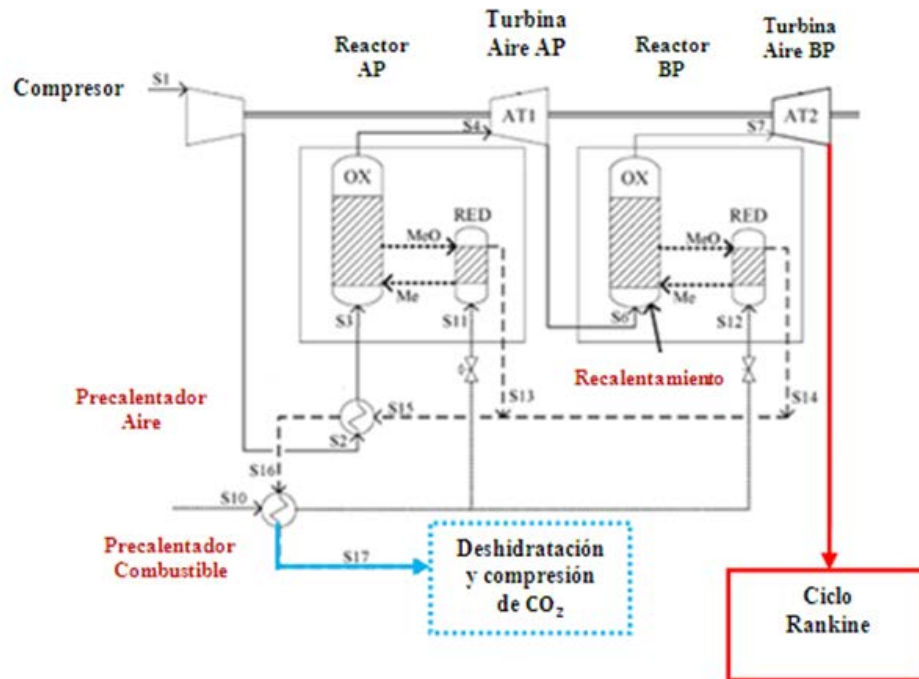 Compresor
S1
Reactor
AP
Turbina
Aire AP
Reactor
BP
Turbina
Aire BP
S4
AT1
S7
AT2
OX
RED
MeO
Me
S3
S11
OX
RED
MeO
Me
S6
S12
Recalentamiento
Precalentador
Aire
S2
S15
S13
S14
S16
S10
Precalentador
Combustible
S17
Deshidratación
y compresión
de CO₂
Ciclo
Rankine